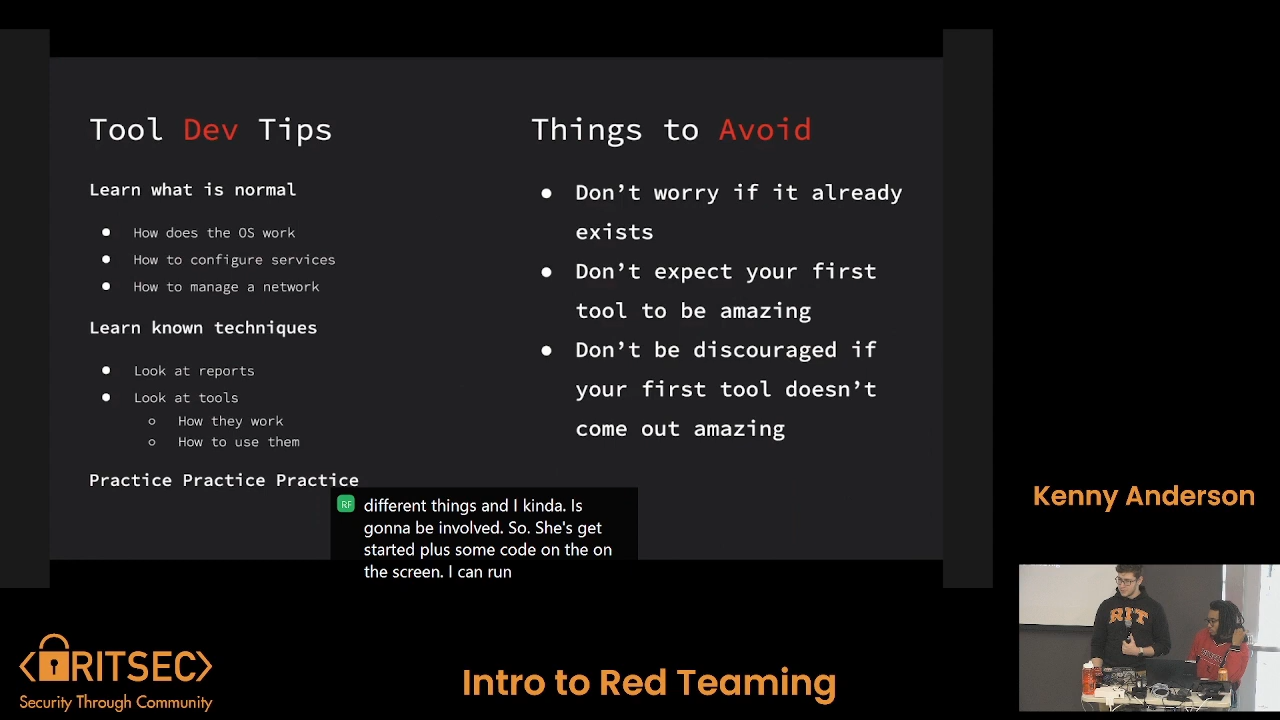 Tool Dev Tips
Learn what is normal
● How does the OS work
● How to configure services
● How to manage a network
Learn known techniques
● Look at reports
● Look at tools
○ How they work
○ How to use them
Practice Practice Practice
Things to Avoid
● Don’t worry if it already
exists
● Don’t expect your first
tool to be amazing
● Don’t be discouraged if
your first tool doesn’t
come out amazing
RF
different things and I kinda. Is
gonna be involved. So. She's get
started plus some code on the on
the screen. I can run
Kenny Anderson
RIT
<RITSEC>
Security Through Community
Intro to Red Teaming